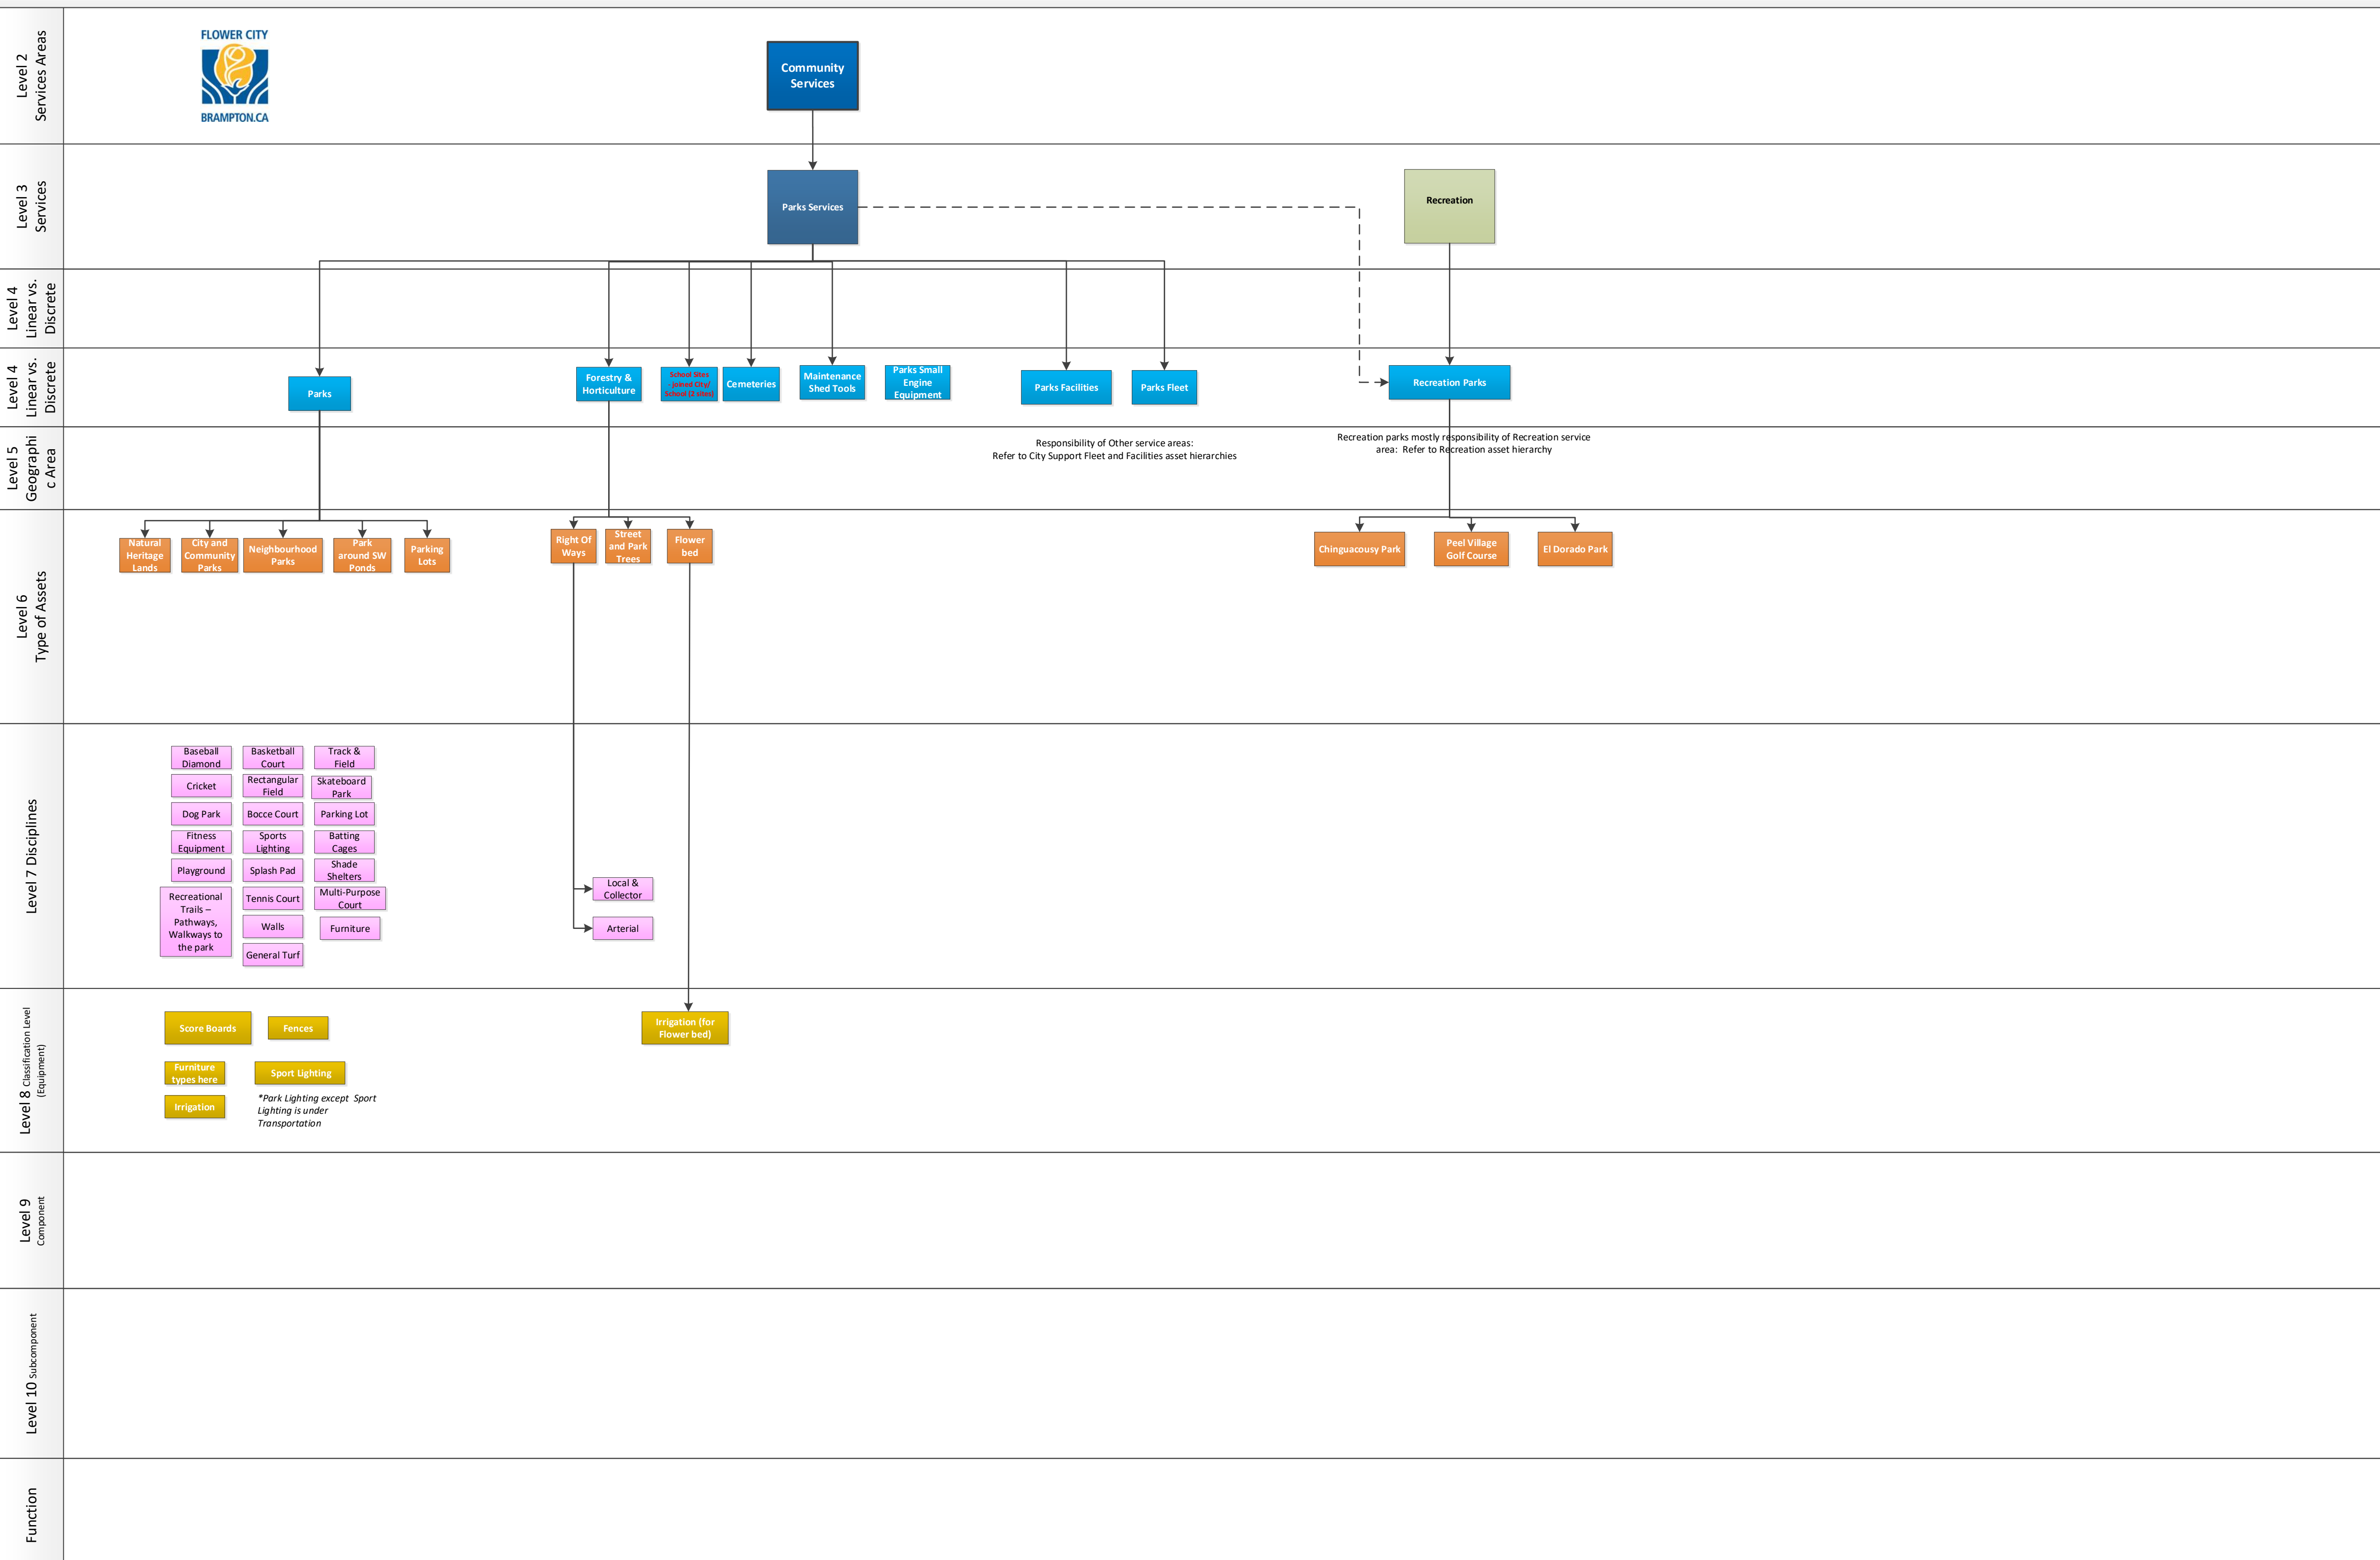 Level 2
Services Areas
FLOWER CITY
BRAMPTON.CA
Community
Services
Level 3
Services
Parks Services
Recreation
Level 4
Linear vs.
Discrete
Level 4
Linear vs.
Discrete
Parks
Forestry &
Horticulture
School Sites
- joined City/
School (2 sites)
Cemeteries
Maintenance
Shed Tools
Parks Small
Engine
Equipment
Parks Facilities
Parks Fleet
Recreation Parks
Level 5
Geographi
c Area
Responsibility of Other service areas:
Refer to City Support Fleet and Facilities asset hierarchies
Recreation parks mostly responsibility of Recreation service
area:  Refer to Recreation asset hierarchy
Level 6
Type of Assets
Natural
Heritage
Lands
City and
Community
Parks
Neighbourhood
Parks
Park
around SW
Ponds
Parking
Lots
Right Of
Ways
Street
and Park
Trees
Flower
bed
Chinguacousy Park
Peel Village
Golf Course
El Dorado Park
Level 7 Disciplines
Baseball
Diamond
Basketball
Court
Track &
Field
Cricket
Rectangular
Field
Skateboard
Park
Dog Park
Bocce Court
Parking Lot
Fitness
Equipment
Sports
Lighting
Batting
Cages
Playground
Splash Pad
Shade
Shelters
Recreational
Trails –
Pathways,
Walkways to
the park
Tennis Court
Multi-Purpose
Court
Walls
Furniture
General Turf
Local &
Collector
Arterial
Level 8 Classification Level
(Equipment)
Score Boards
Fences
Furniture
types here
Sport Lighting
Irrigation
*Park Lighting except  Sport
Lighting is under
Transportation
Irrigation (for
Flower bed)
Level 9
Component
Level 10 Subcomponent
Function